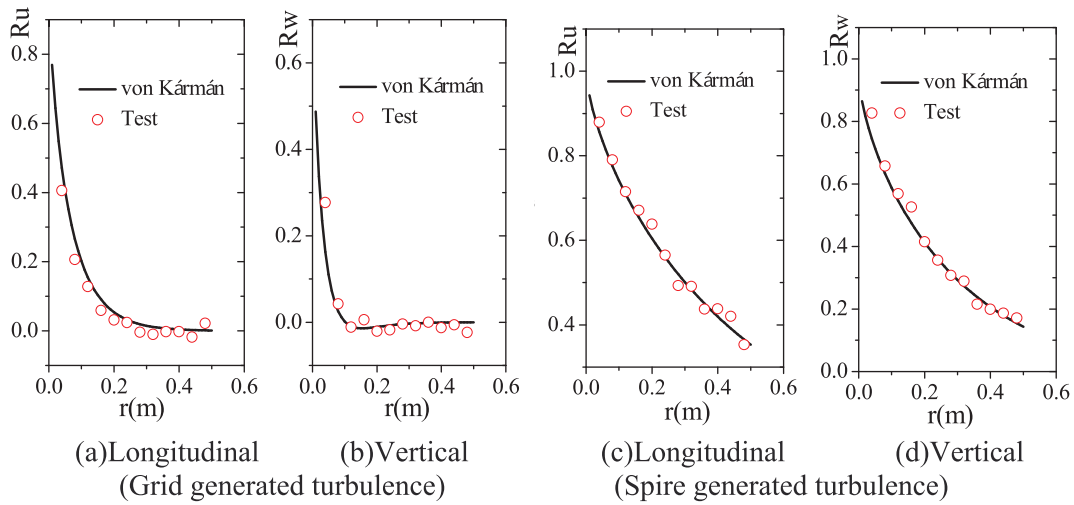 Ru
0.8
0.6
0.4
0.2
0.0
von Kármán
Test
0.0 0.2 0.4 0.6
r(m)
(a)Longitudinal
Rw
0.6
0.4
0.2
0.0
von Kármán
Test
0.0 0.2 0.4 0.6
r(m)
(b)Vertical
(Grid generated turbulence)
Ru
1.0
0.8
0.6
0.4
von Kármán
Test
0.0 0.2 0.4 0.6
r(m)
(c)Longitudinal
Rw
1.0
0.8
0.6
0.4
0.2
0.0
von Kármán
Test
0.0 0.2 0.4 0.6
r(m)
(d)Vertical
(Spire generated turbulence)